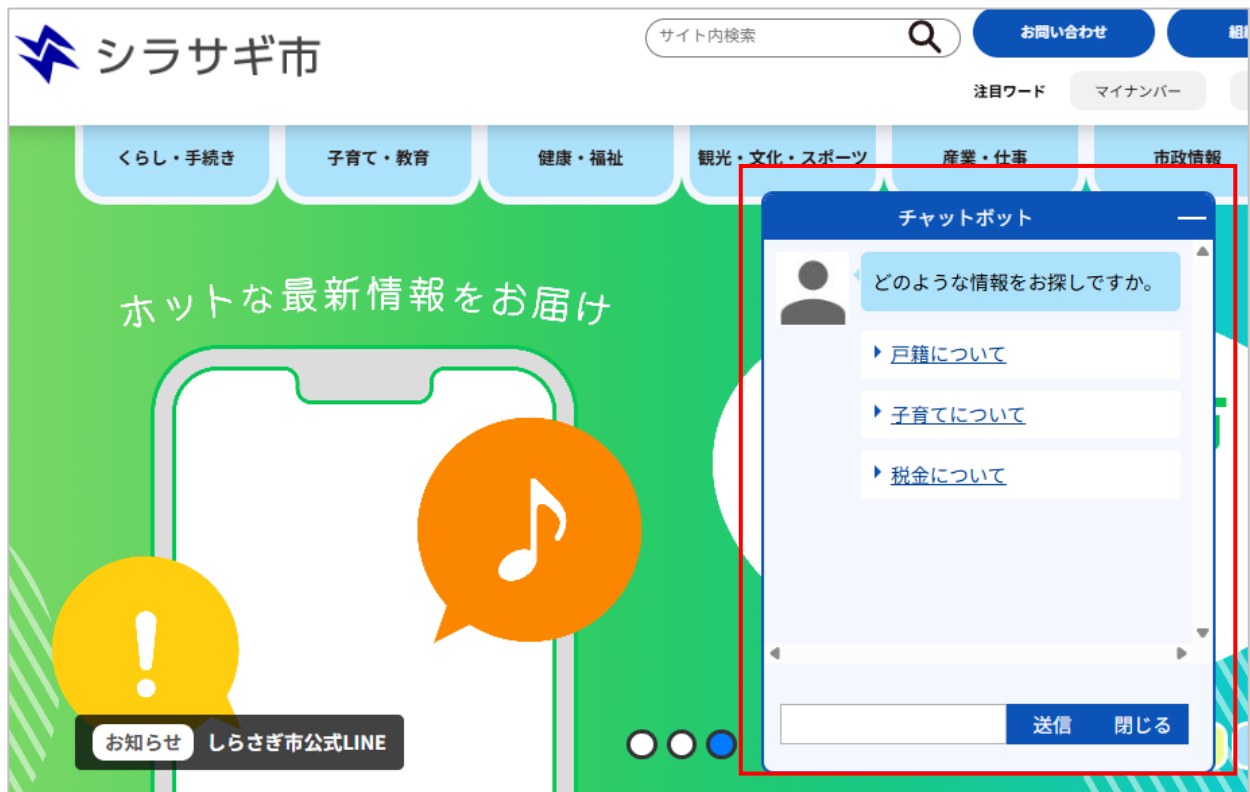 シラサギ市
サイト内検索
お問い合わせ
注目ワード
マイナンバー
くらし・手続き
子育て・教育
健康・福祉
観光・文化・スポーツ
産業・仕事
市政情報
ホットな最新情報をお届け
チャットボット
どのような情報をお探しですか。
戸籍について
子育てについて
税金について
送信
閉じる
お知らせ
しらさぎ市公式LINE